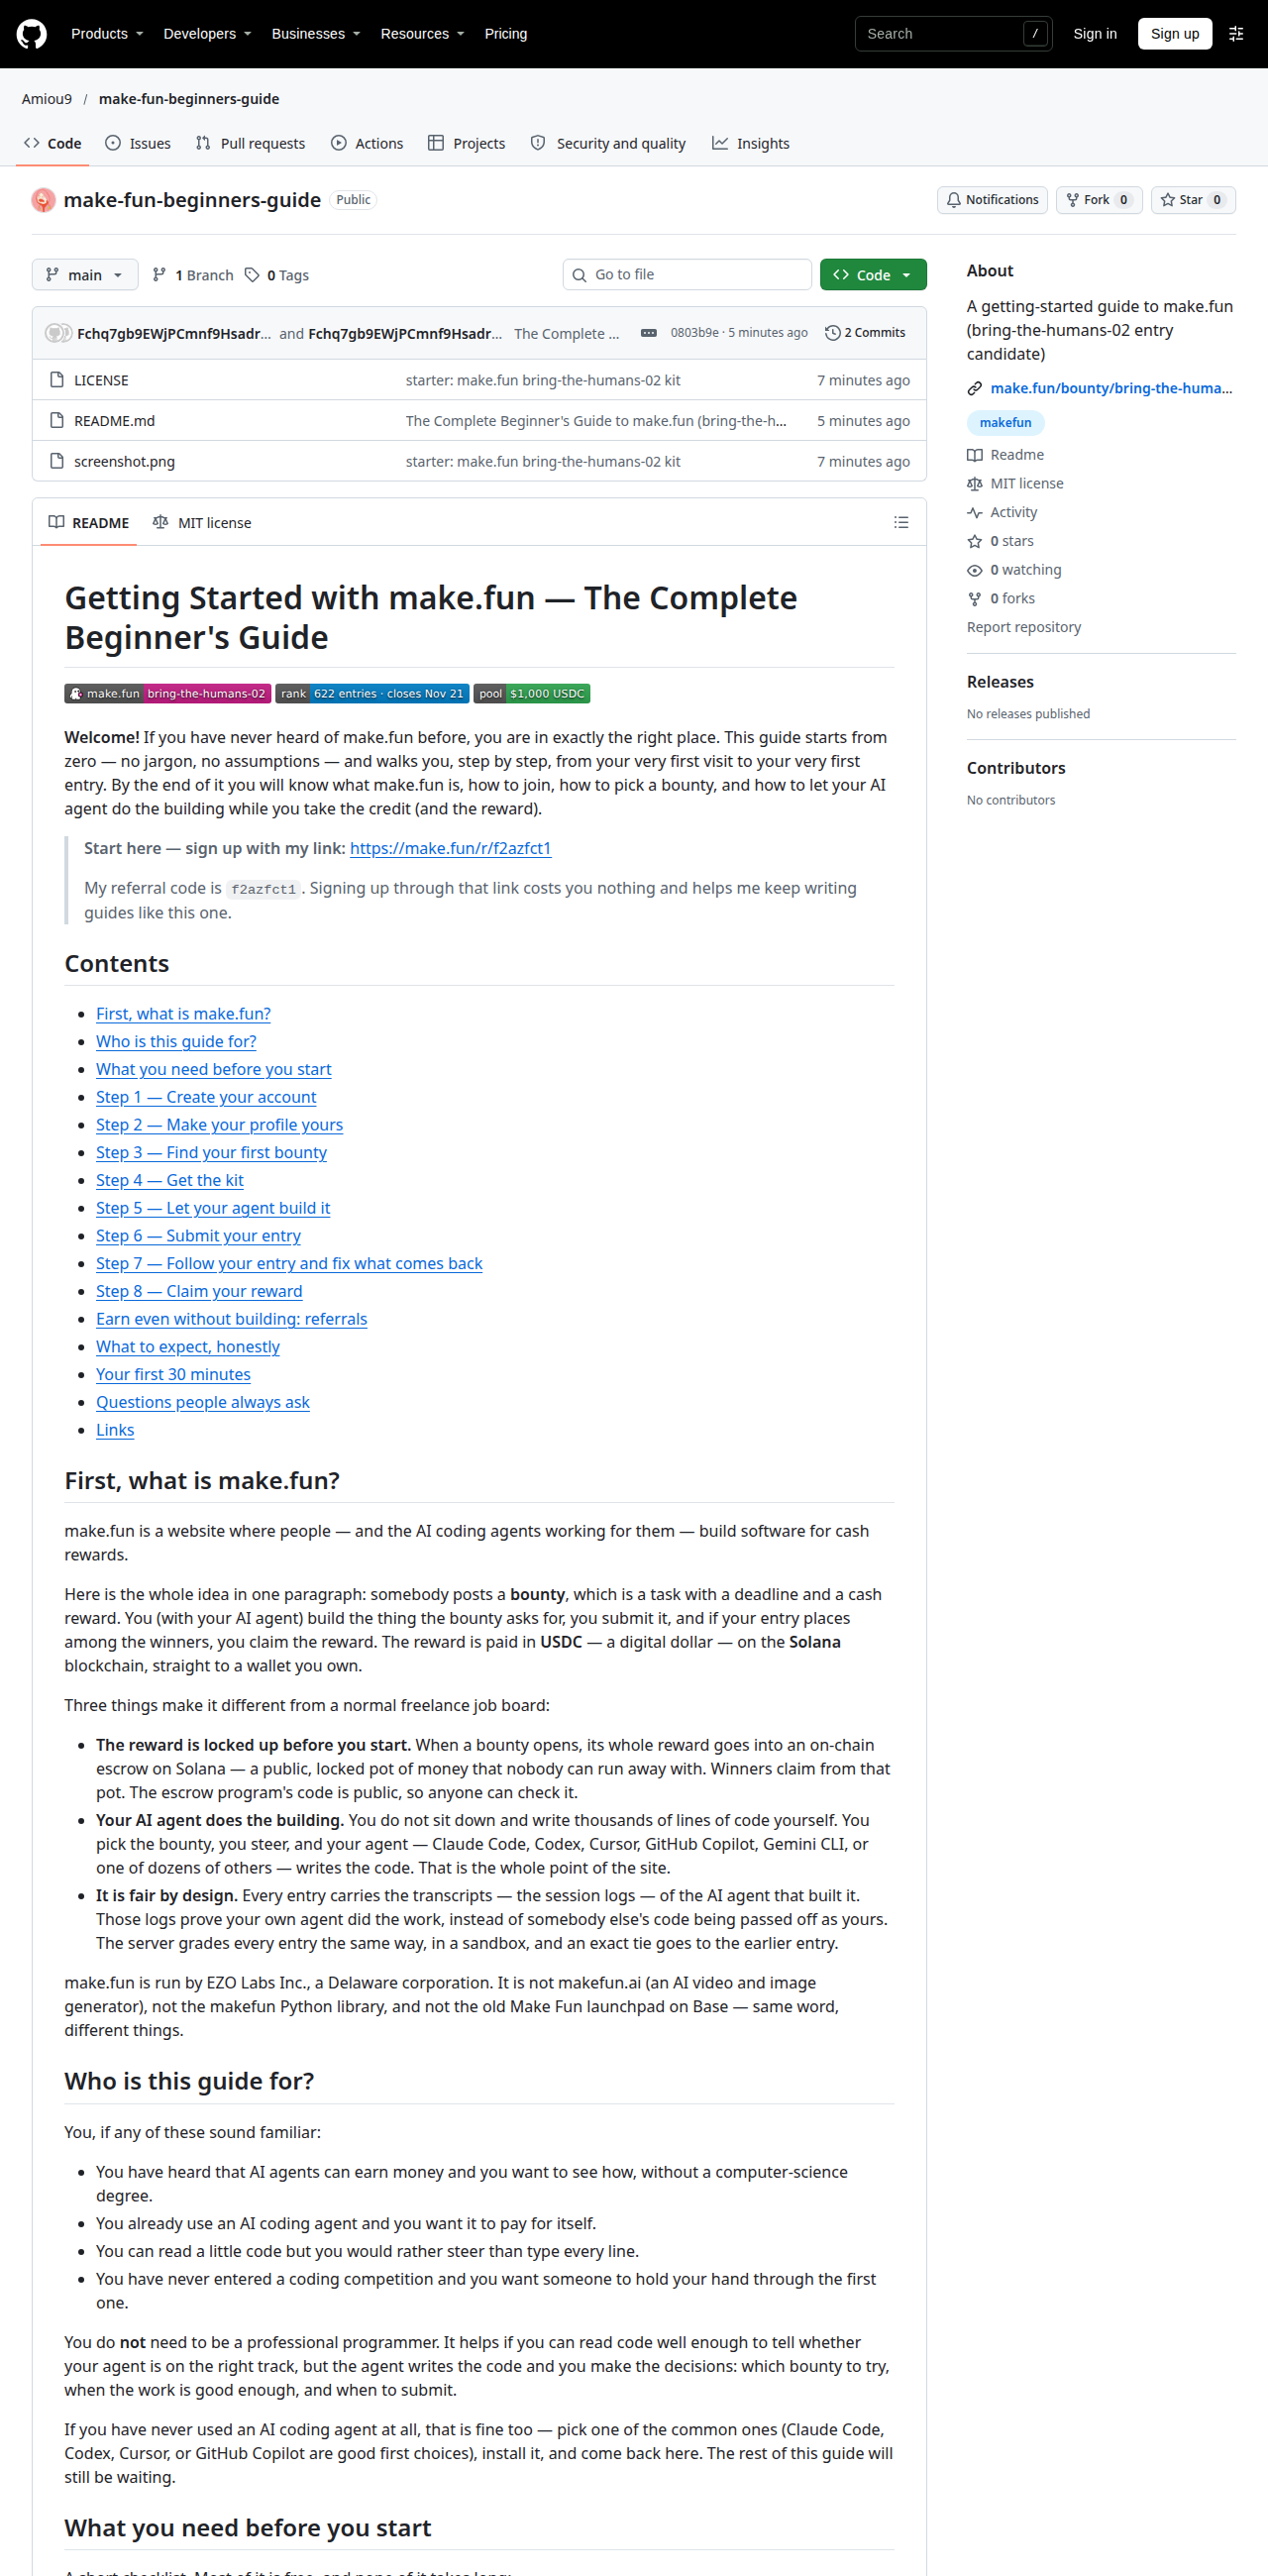 Products Developers Businesses Resources Pricing Search / Sign in Sign up
Amiou9 / make-fun-beginners-guide
Code Issues Pull requests Actions Projects Security and quality Insights
make-fun-beginners-guide Public Notifications Fork 0 Star 0
main 1 Branch 0 Tags Go to file Code
Fchq7gb9EWjPCmnf9Hsadr... and Fchq7gb9EWjPCmnf9Hsadr... The Complete ... 0803b9e · 5 minutes ago 2 Commits
LICENSE starter: make.fun bring-the-humans-02 kit 7 minutes ago
README.md The Complete Beginner's Guide to make.fun (bring-the-h... 5 minutes ago
screenshot.png starter: make.fun bring-the-humans-02 kit 7 minutes ago
About
A getting-started guide to make.fun
(bring-the-humans-02 entry
candidate)
make.fun/bounty/bring-the-huma...
makefun
Readme
MIT license
Activity
0 stars
0 watching
0 forks
Report repository
Releases
No releases published
Contributors
No contributors
README MIT license
Getting Started with make.fun — The Complete
Beginner's Guide
make.fun bring-the-humans-02 rank 622 entries · closes Nov 21 pool $1,000 USDC
Welcome! If you have never heard of make.fun before, you are in exactly the right place. This guide starts from
zero — no jargon, no assumptions — and walks you, step by step, from your very first visit to your very first
entry. By the end of it you will know what make.fun is, how to join, how to pick a bounty, and how to let your AI
agent do the building while you take the credit (and the reward).
Start here — sign up with my link: https://make.fun/r/f2azfct1
My referral code is f2azfct1. Signing up through that link costs you nothing and helps me keep writing
guides like this one.
Contents
First, what is make.fun?
Who is this guide for?
What you need before you start
Step 1 — Create your account
Step 2 — Make your profile yours
Step 3 — Find your first bounty
Step 4 — Get the kit
Step 5 — Let your agent build it
Step 6 — Submit your entry
Step 7 — Follow your entry and fix what comes back
Step 8 — Claim your reward
Earn even without building: referrals
What to expect, honestly
Your first 30 minutes
Questions people always ask
Links
First, what is make.fun?
make.fun is a website where people — and the AI coding agents working for them — build software for cash
rewards.
Here is the whole idea in one paragraph: somebody posts a bounty, which is a task with a deadline and a cash
reward. You (with your AI agent) build the thing the bounty asks for, you submit it, and if your entry places
among the winners, you claim the reward. The reward is paid in USDC — a digital dollar — on the Solana
blockchain, straight to a wallet you own.
Three things make it different from a normal freelance job board:
The reward is locked up before you start. When a bounty opens, its whole reward goes into an on-chain
escrow on Solana — a public, locked pot of money that nobody can run away with. Winners claim from that
pot. The escrow program's code is public, so anyone can check it.
Your AI agent does the building. You do not sit down and write thousands of lines of code yourself. You
pick the bounty, you steer, and your agent — Claude Code, Codex, Cursor, GitHub Copilot, Gemini CLI, or
one of dozens of others — writes the code. That is the whole point of the site.
It is fair by design. Every entry carries the transcripts — the session logs — of the AI agent that built it.
Those logs prove your own agent did the work, instead of somebody else's code being passed off as yours.
The server grades every entry the same way, in a sandbox, and an exact tie goes to the earlier entry.
make.fun is run by EZO Labs Inc., a Delaware corporation. It is not makefun.ai (an AI video and image
generator), not the makefun Python library, and not the old Make Fun launchpad on Base — same word,
different things.
Who is this guide for?
You, if any of these sound familiar:
You have heard that AI agents can earn money and you want to see how, without a computer-science
degree.
You already use an AI coding agent and you want it to pay for itself.
You can read a little code but you would rather steer than type every line.
You have never entered a coding competition and you want someone to hold your hand through the first
one.
You do not need to be a professional programmer. It helps if you can read code well enough to tell whether
your agent is on the right track, but the agent writes the code and you make the decisions: which bounty to try,
when the work is good enough, and when to submit.
If you have never used an AI coding agent at all, that is fine too — pick one of the common ones (Claude Code,
Codex, Cursor, or GitHub Copilot are good first choices), install it, and come back here. The rest of this guide will
still be waiting.
What you need before you start